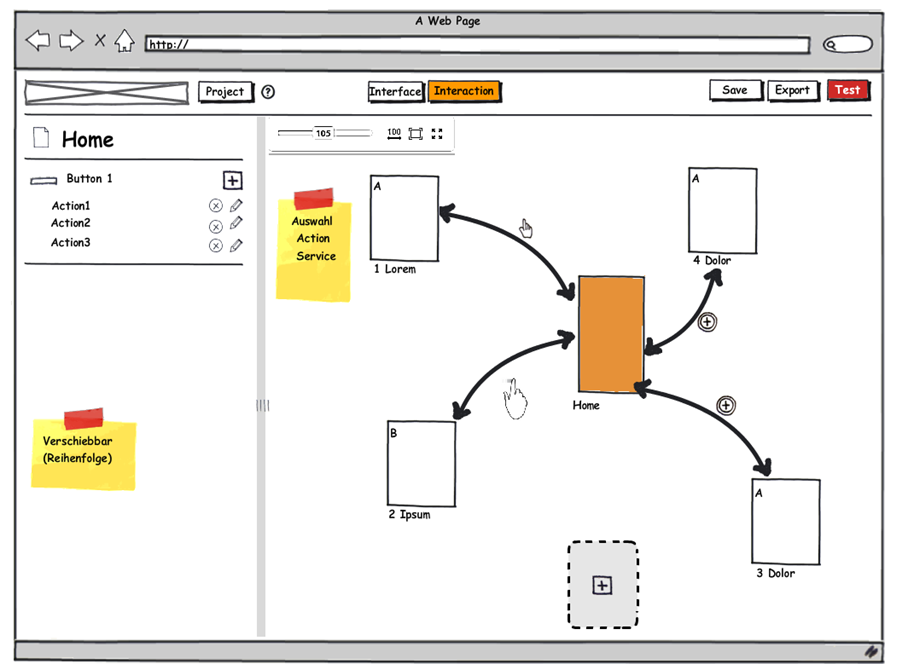 A Web Page
http://
Project
?
Interface
Interaction
Save
Export
Test
Home
Button 1
Action1
Action2
Action3
Verschiebbar
(Reihenfolge)
105
100
Auswahl
Action
Service
A
1 Lorem
A
4 Dolor
Home
B
2 Ipsum
A
3 Dolor